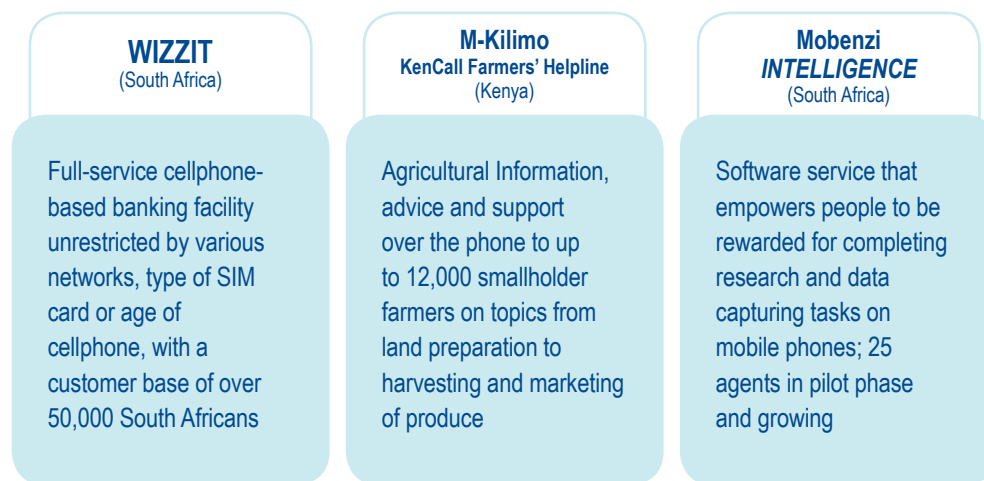 WIZZIT
(South Africa)
Full-service cellphone-
based banking facility
unrestricted by various
networks, type of SIM
card or age of
cellphone, with a
customer base of over
50,000 South Africans
M-Kilimo
KenCall Farmers' Helpline
(Kenya)
Agricultural Information,
advice and support
over the phone to up
to 12,000 smallholder
farmers on topics from
land preparation to
harvesting and marketing
of produce
Mobenzi
INTELLIGENCE
(South Africa)
Software service that
empowers people to be
rewarded for completing
research and data
capturing tasks on
mobile phones; 25
agents in pilot phase
and growing